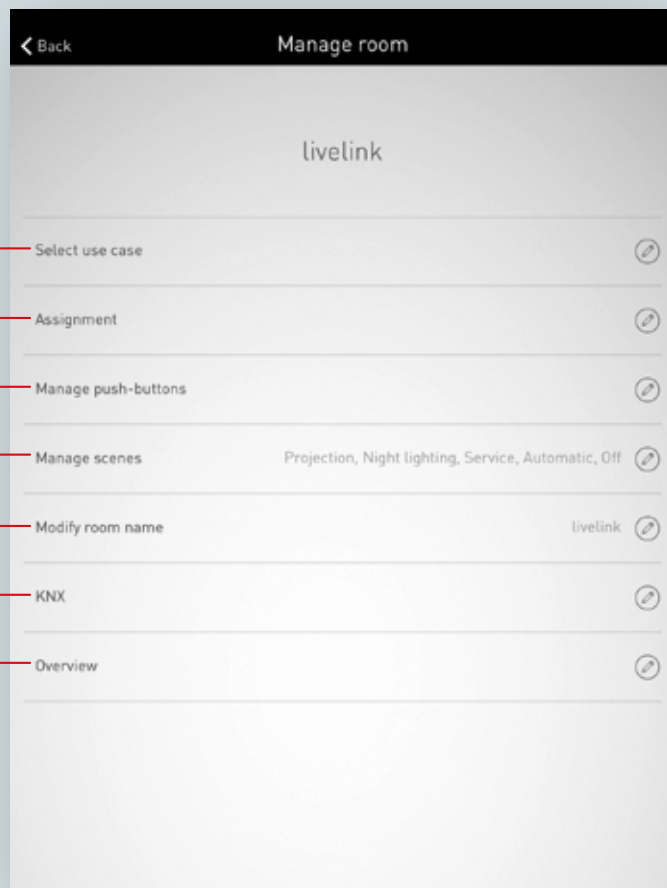 Back
Manage room
livelink
Select use case
Assignment
Manage push-buttons
Manage scenes Projection, Night lighting, Service, Automatic, Off
Modify room name livelink
KNX
Overview